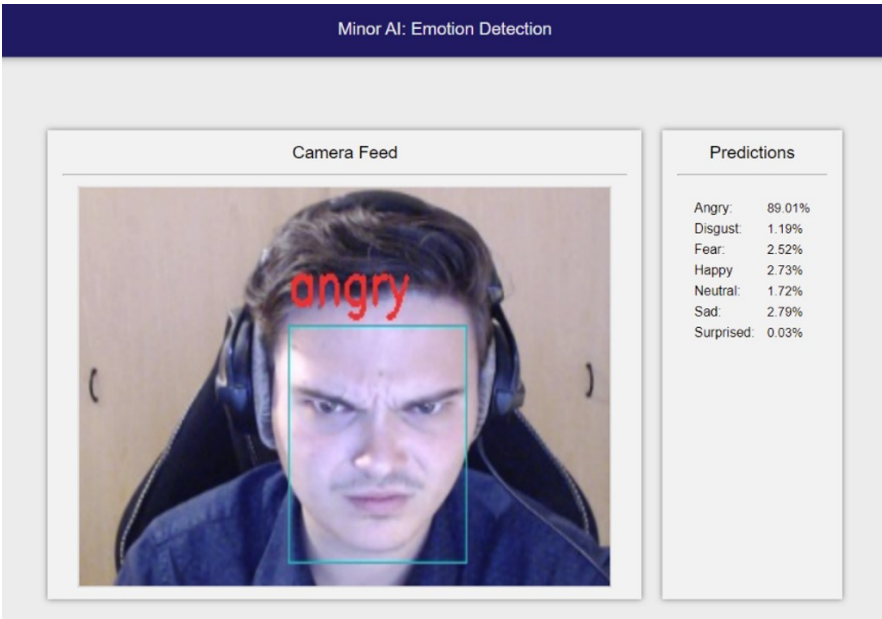 Minor AI: Emotion Detection
Camera Feed
angry
Predictions
Angry: 89.01%
Disgust: 1.19%
Fear: 2.52%
Happy 2.73%
Neutral: 1.72%
Sad: 2.79%
Surprised: 0.03%